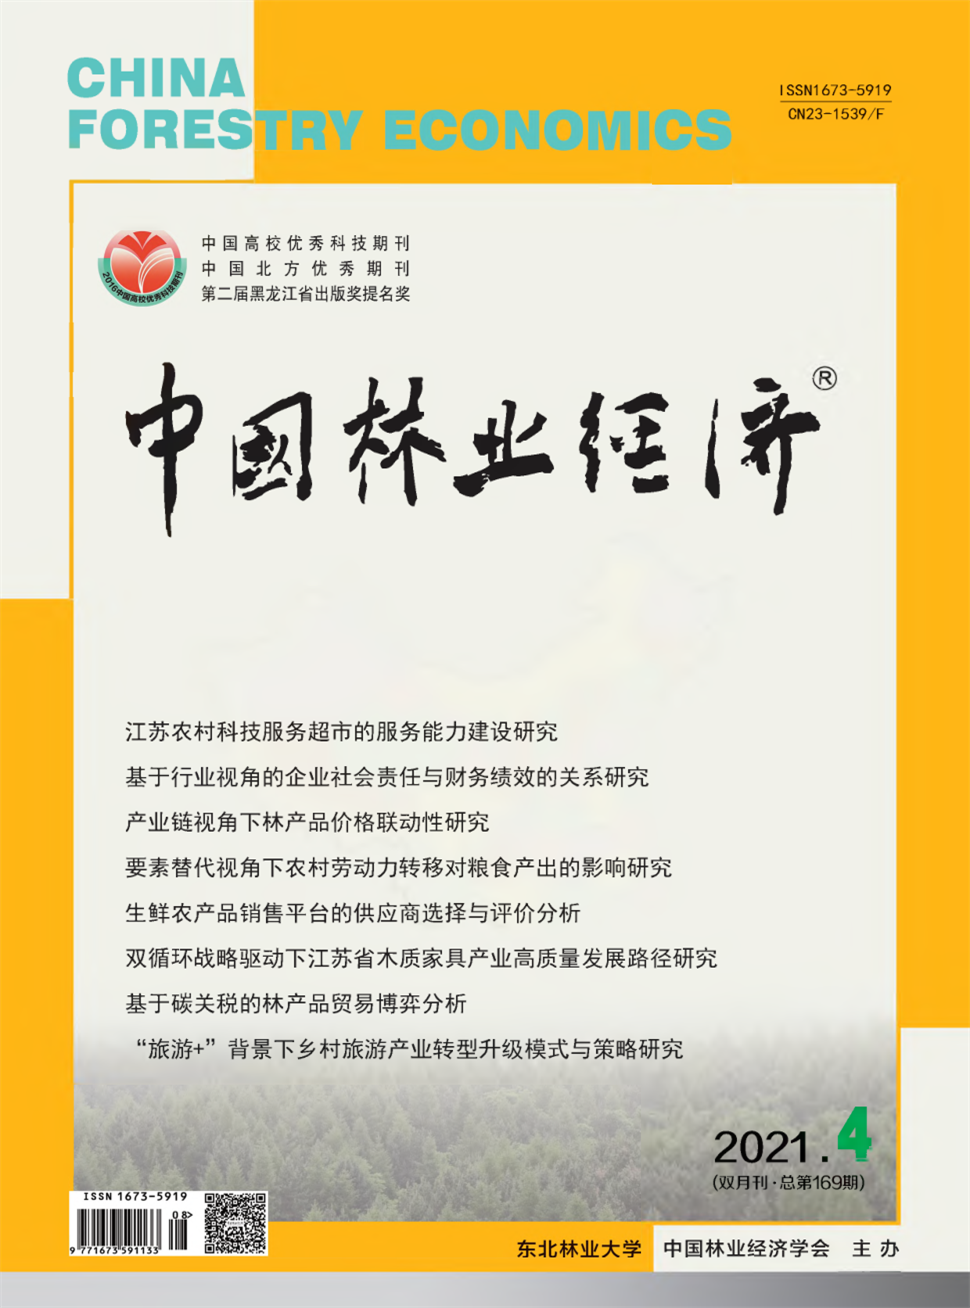 CHINA
FORESTRY ECONOMICS
ISSN1673-5919
CN23-1539/F
中国高校优秀科技期刊
中国北方优秀期刊
第二届黑龙江省出版奖提名奖
2016中国高校优秀科技期刊
中国林业经济®
江苏农村科技服务超市的服务能力建设研究
基于行业视角的企业社会责任与财务绩效的关系研究
产业链视角下林产品价格联动性研究
要素替代视角下农村劳动力转移对粮食产出的影响研究
生鲜农产品销售平台的供应商选择与评价分析
双循环战略驱动下江苏省木质家具产业高质量发展路径研究
基于碳关税的林产品贸易博弈分析
“旅游+”背景下乡村旅游产业转型升级模式与策略研究
2021.4
(双月刊·总第169期)
ISSN 1673-5919
08>
9 771673 591133
东北林业大学 中国林业经济学会 主办